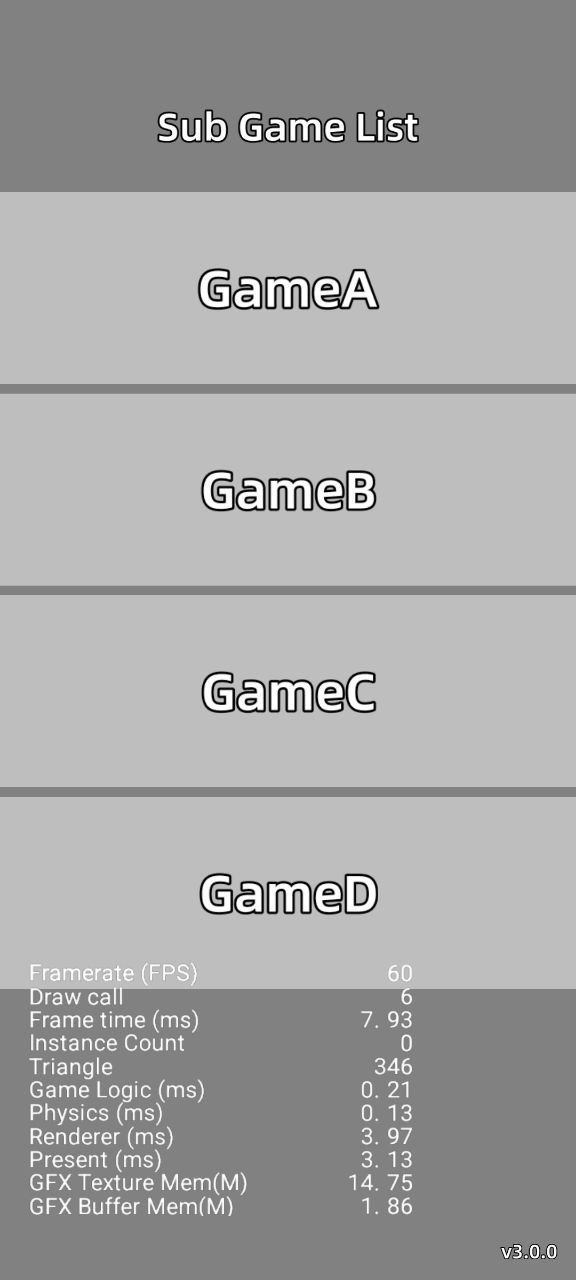 Sub Game List
GameA
GameB
GameC
GameD
Framerate (FPS) 60
Draw call 6
Frame time (ms) 7. 93
Instance Count 0
Triangle 346
Game Logic (ms) 0. 21
Physics (ms) 0. 13
Renderer (ms) 3. 97
Present (ms) 3. 13
GFX Texture Mem(M) 14. 75
GFX Buffer Mem(M) 1. 86
v3.0.0